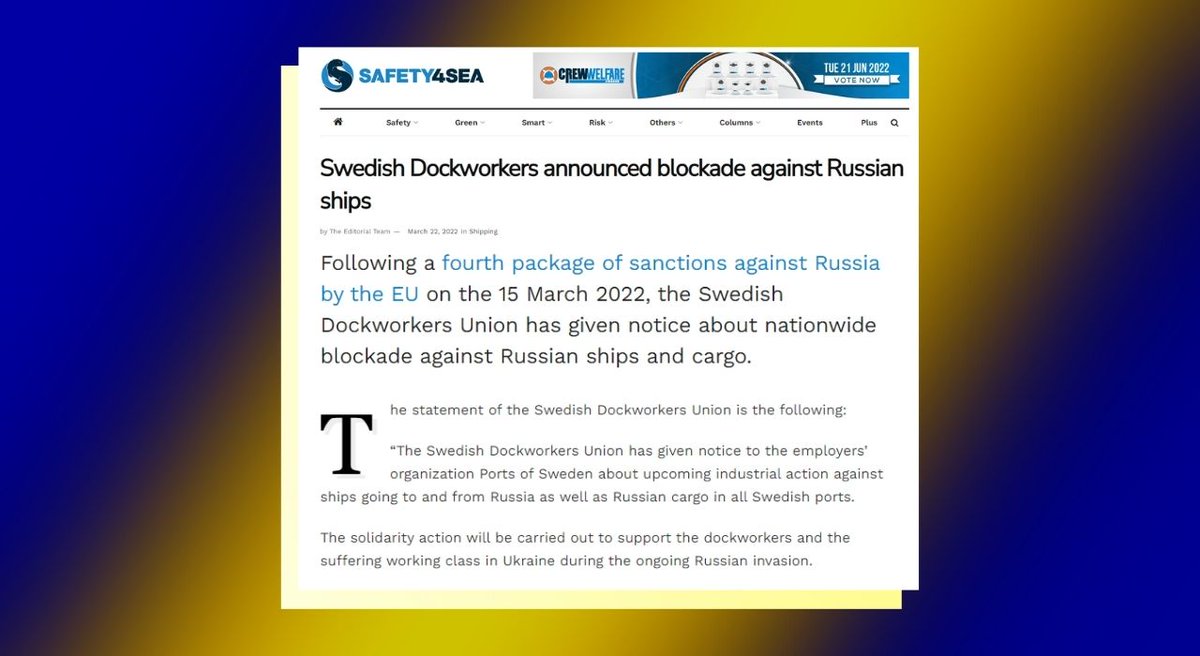 SAFETY4SEA
CREWWELFARE
TUE 21 JUN 2022
VOTE NOW
Safety
Green
Smart
Risk
Others
Columns
Events
Plus
Swedish Dockworkers announced blockade against Russian
ships
by The Editorial Team — March 22, 2022 in Shipping
Following a fourth package of sanctions against Russia
by the EU on the 15 March 2022, the Swedish
Dockworkers Union has given notice about nationwide
blockade against Russian ships and cargo.
The statement of the Swedish Dockworkers Union is the following:
“The Swedish Dockworkers Union has given notice to the employers’
organization Ports of Sweden about upcoming industrial action against
ships going to and from Russia as well as Russian cargo in all Swedish ports.
The solidarity action will be carried out to support the dockworkers and the
suffering working class in Ukraine during the ongoing Russian invasion.